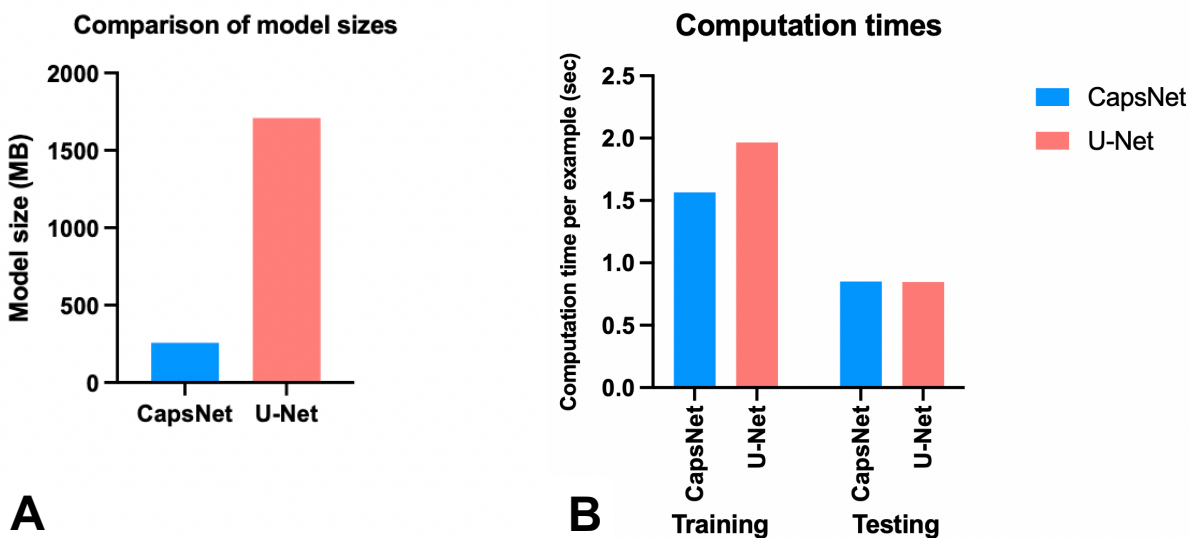 Comparison of model sizes
Model size (MB)
2000
1500
1000
500
0
CapsNet
U-Net
A
Computation times
Computation time per example (sec)
2.5
2.0
1.5
1.0
0.5
0.0
CapsNet
U-Net
CapsNet
U-Net
Training
Testing
CapsNet
U-Net
B